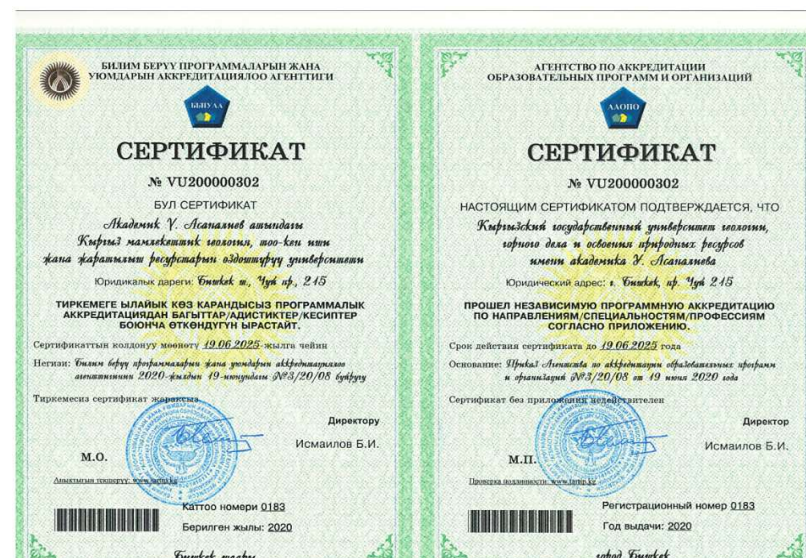 БИЛИМ БЕРҮҮ ПРОГРАММАЛАРЫН ЖАНА
УЮМДАРЫН АККРЕДИТАЦИЯЛОО АГЕНТТИГИ
ББПУАА
СЕРТИФИКАТ
№ VU200000302
БУЛ СЕРТИФИКАТ
Академик У. Асаналиев атындагы
Кыргыз мамлекеттик геология, тоо-кен иши
жана жаратылыш ресурстарын өздөштүрүү университети
Юридикалык дареги: Бишкек ш., Чүй пр., 215
ТИРКЕМЕГЕ ЫЛАЙЫК КӨЗ КАРАНДЫСЫЗ ПРОГРАММАЛЫК
АККРЕДИТАЦИЯДАН БАГЫТТАР/АДИСТИКТЕР/КЕСИПТЕР
БОЮНЧА ӨТКӨНДҮГҮН ЫРАСТАЙТ.
Сертификаттын колдонуу мөөнөтү 19.06.2025-жылга чейин
Негизи: Билим берүү программаларын жана уюмдарын аккредитациялоо
агенттигинин 2020-жылдын 19-июнундагы №3/20/08 буйругу
Тиркемесиз сертификат жараксыз
Директору
Исмаилов Б.И.
М.О.
Каттоо номери 0183
Берилген жылы: 2020
Бишкек шаары
АГЕНТСТВО ПО АККРЕДИТАЦИИ
ОБРАЗОВАТЕЛЬНЫХ ПРОГРАММ И ОРГАНИЗАЦИЙ
ААОПО
СЕРТИФИКАТ
№ VU200000302
НАСТОЯЩИМ СЕРТИФИКАТОМ ПОДТВЕРЖДАЕТСЯ, ЧТО
Кыргызский государственный университет геологии,
горного дела и освоения природных ресурсов
имени академика У. Асаналиева
Юридический адрес: г. Бишкек, пр. Чуй 215
ПРОШЕЛ НЕЗАВИСИМУЮ ПРОГРАММНУЮ АККРЕДИТАЦИЮ
ПО НАПРАВЛЕНИЯМ/СПЕЦИАЛЬНОСТЯМ/ПРОФЕССИЯМ
СОГЛАСНО ПРИЛОЖЕНИЮ.
Срок действия сертификата до 19.06.2025 года
Основание: Приказ Агентства по аккредитации образовательных программ
и организаций №3/20/08 от 19 июня 2020 года
Сертификат без приложения недействителен
Директор
Исмаилов Б.И.
М.П.
Проверка подлинности:
Регистрационный номер 0183
Год выдачи: 2020
город Бишкек